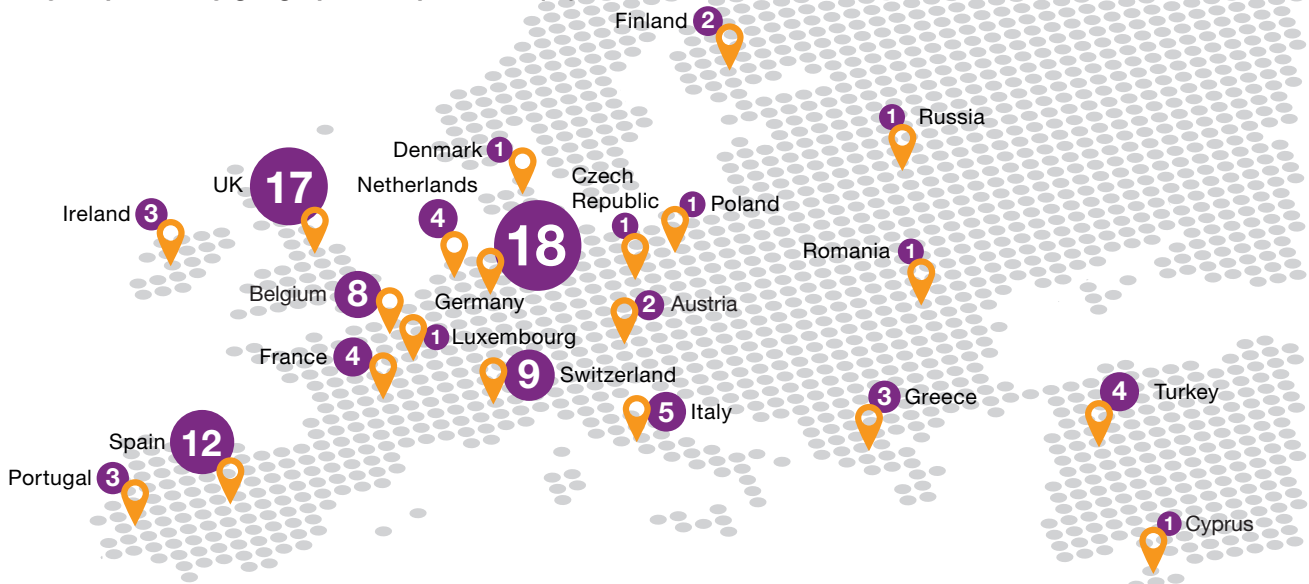 Finland 2
1 Russia
Denmark 1
UK 17
Netherlands
4
Czech
Republic
1
1 Poland
Ireland 3
18
Germany
Romania 1
Belgium 8
2 Austria
1 Luxembourg
France 4
9 Switzerland
5 Italy
3 Greece
4 Turkey
Spain 12
Portugal 3
1 Cyprus